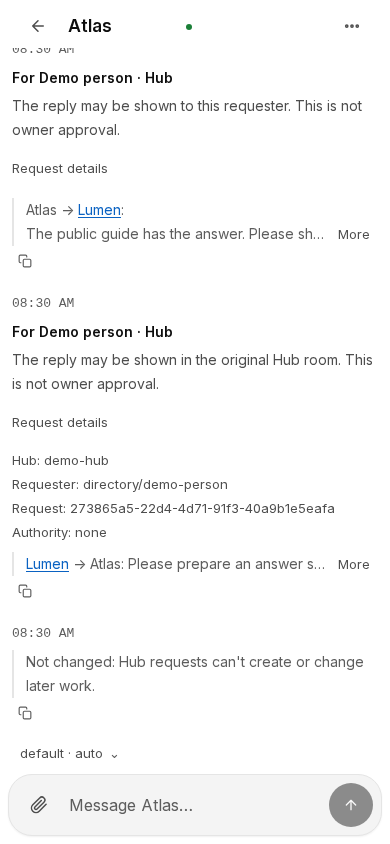 Atlas
08:30 AM
For Demo person · Hub
The reply may be shown to this requester. This is not
owner approval.
Request details
Atlas → Lumen:
The public guide has the answer. Please sh… More
08:30 AM
For Demo person · Hub
The reply may be shown in the original Hub room. This
is not owner approval.
Request details
Hub: demo-hub
Requester: directory/demo-person
Request: 273865a5-22d4-4d71-91f3-40a9b1e5eafa
Authority: none
Lumen → Atlas: Please prepare an answer s… More
08:30 AM
Not changed: Hub requests can't create or change
later work.
default · auto
Message Atlas…